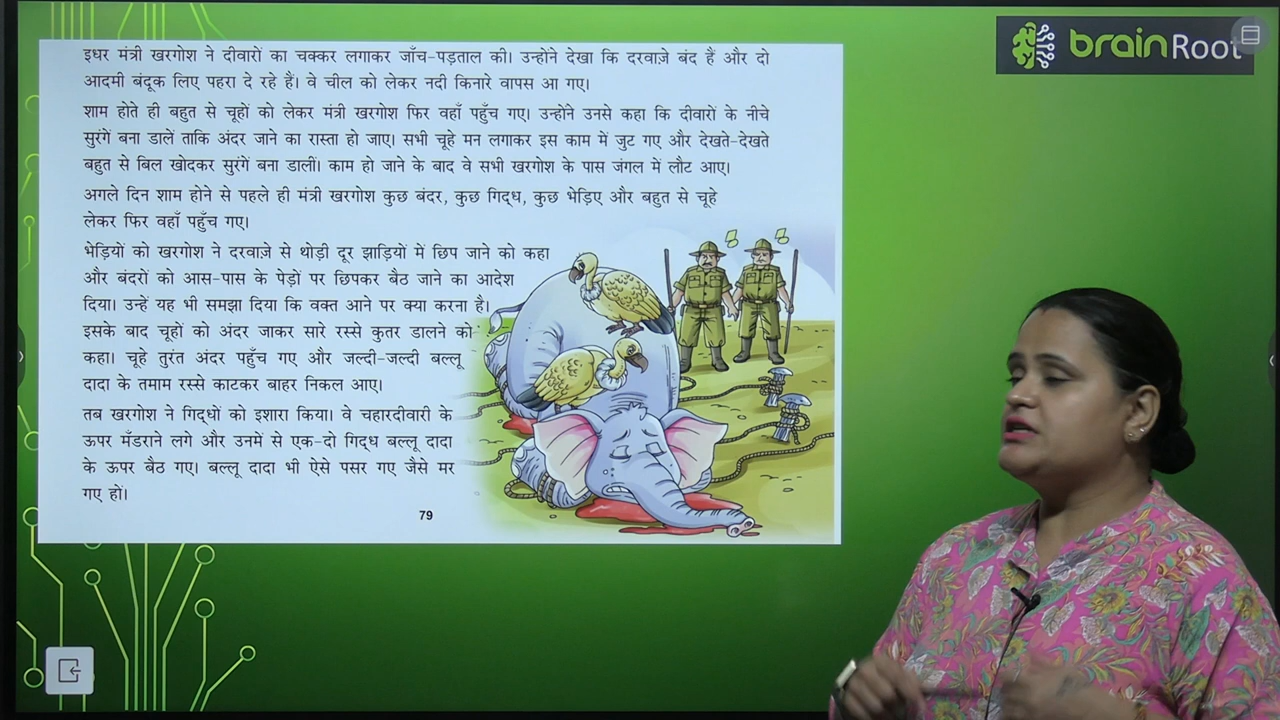 इधर मंत्री खरगोश ने दीवारों का चक्कर लगाकर जाँच-पड़ताल की। उन्होंने देखा कि दरवाज़े बंद हैं और दो
आदमी बंदूक लिए पहरा दे रहे हैं। वे चील को लेकर नदी किनारे वापस आ गए।
शाम होते ही बहुत से चूहों को लेकर मंत्री खरगोश फिर वहाँ पहुँच गए। उन्होंने उनसे कहा कि दीवारों के नीचे
सुरंगें बना डालें ताकि अंदर जाने का रास्ता हो जाए। सभी चूहे मन लगाकर इस काम में जुट गए और देखते-देखते
बहुत से बिल खोदकर सुरंगें बना डालीं। काम हो जाने के बाद वे सभी खरगोश के पास जंगल में लौट आए।
अगले दिन शाम होने से पहले ही मंत्री खरगोश कुछ बंदर, कुछ गिद्ध, कुछ भेड़िए और बहुत से चूहे
लेकर फिर वहाँ पहुँच गए।
भेड़ियों को खरगोश ने दरवाज़े से थोड़ी दूर झाड़ियों में छिप जाने को कहा
और बंदरों को आस-पास के पेड़ों पर छिपकर बैठ जाने का आदेश
दिया। उन्हें यह भी समझा दिया कि वक्त आने पर क्या करना है।
इसके बाद चूहों को अंदर जाकर सारे रस्से कुतर डालने को
कहा। चूहे तुरंत अंदर पहुँच गए और जल्दी-जल्दी बल्लू
दादा के तमाम रस्से काटकर बाहर निकल आए।
तब खरगोश ने गिद्धों को इशारा किया। वे चहारदीवारी के
ऊपर मँडराने लगे और उनमें से एक-दो गिद्ध बल्लू दादा
के ऊपर बैठ गए। बल्लू दादा भी ऐसे पसर गए जैसे मर
गए हों।
79
brainRoot